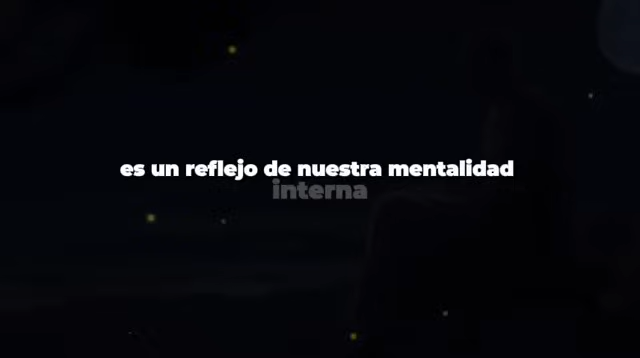 es un reflejo de nuestra mentalidad
interna